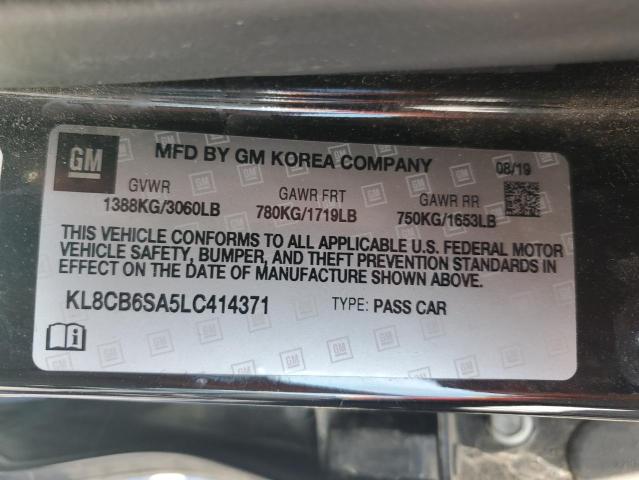 GM MFD BY GM KOREA COMPANY 08/19
GVWR GAWR FRT GAWR RR
1388KG/3060LB 780KG/1719LB 750KG/1653LB
THIS VEHICLE CONFORMS TO ALL APPLICABLE U.S. FEDERAL MOTOR
VEHICLE SAFETY, BUMPER, AND THEFT PREVENTION STANDARDS IN
EFFECT ON THE DATE OF MANUFACTURE SHOWN ABOVE.
KL8CB6SA5LC414371 TYPE: PASS CAR